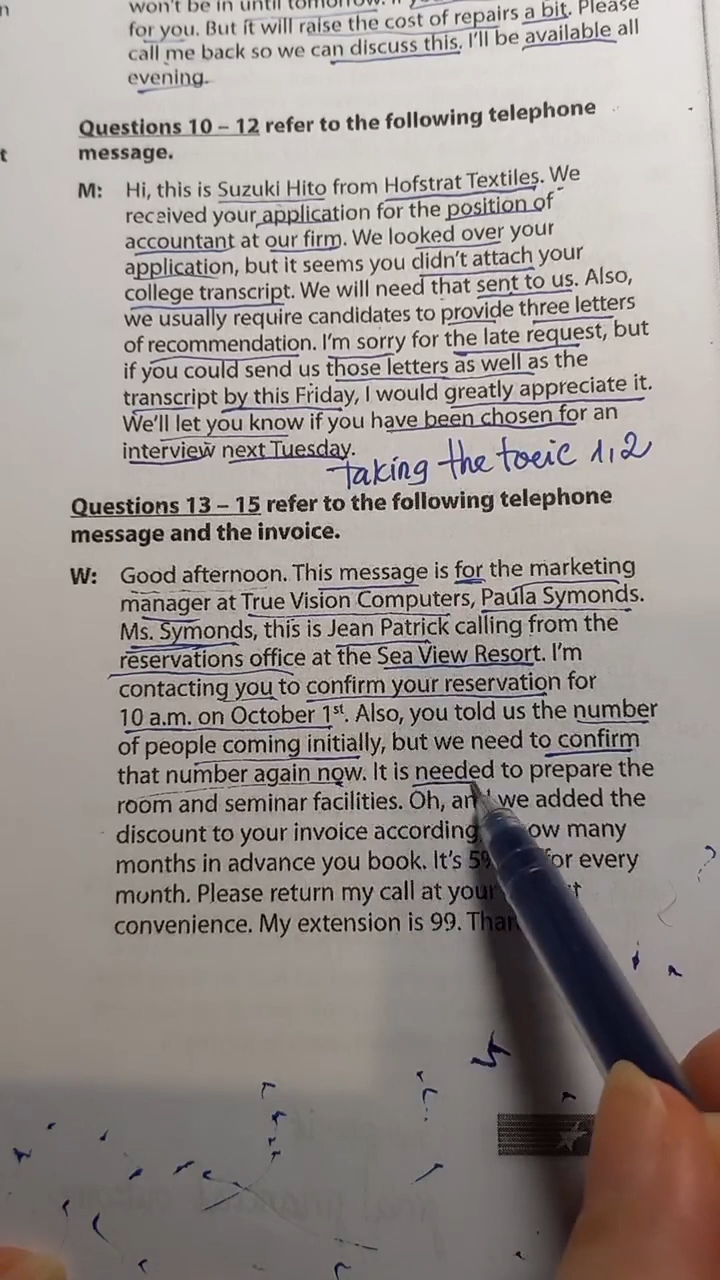 won't be in until tomorrow.
for you. But it will raise the cost of repairs a bit. Please
call me back so we can discuss this. I'll be available all
evening.
Questions 10 – 12 refer to the following telephone
message.
M: Hi, this is Suzuki Hito from Hofstrat Textiles. We
received your application for the position of
accountant at our firm. We looked over your
application, but it seems you didn't attach your
college transcript. We will need that sent to us. Also,
we usually require candidates to provide three letters
of recommendation. I'm sorry for the late request, but
if you could send us those letters as well as the
transcript by this Friday, I would greatly appreciate it.
We'll let you know if you have been chosen for an
interview next Tuesday.
Taking the toeic 1,2
Questions 13 – 15 refer to the following telephone
message and the invoice.
W: Good afternoon. This message is for the marketing
manager at True Vision Computers, Paula Symonds.
Ms. Symonds, this is Jean Patrick calling from the
reservations office at the Sea View Resort. I'm
contacting you to confirm your reservation for
10 a.m. on October 1st. Also, you told us the number
of people coming initially, but we need to confirm
that number again now. It is needed to prepare the
room and seminar facilities. Oh, we added the
discount to your invoice according many
months in advance you book. It's for every
month. Please return my call at your
convenience. My extension is 99.